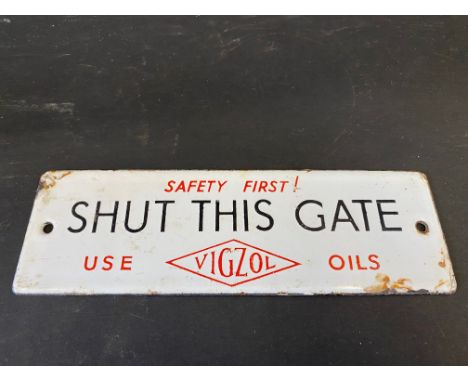 SAFETY FIRST!
SHUT THIS GATE
USE VIGZOL OILS